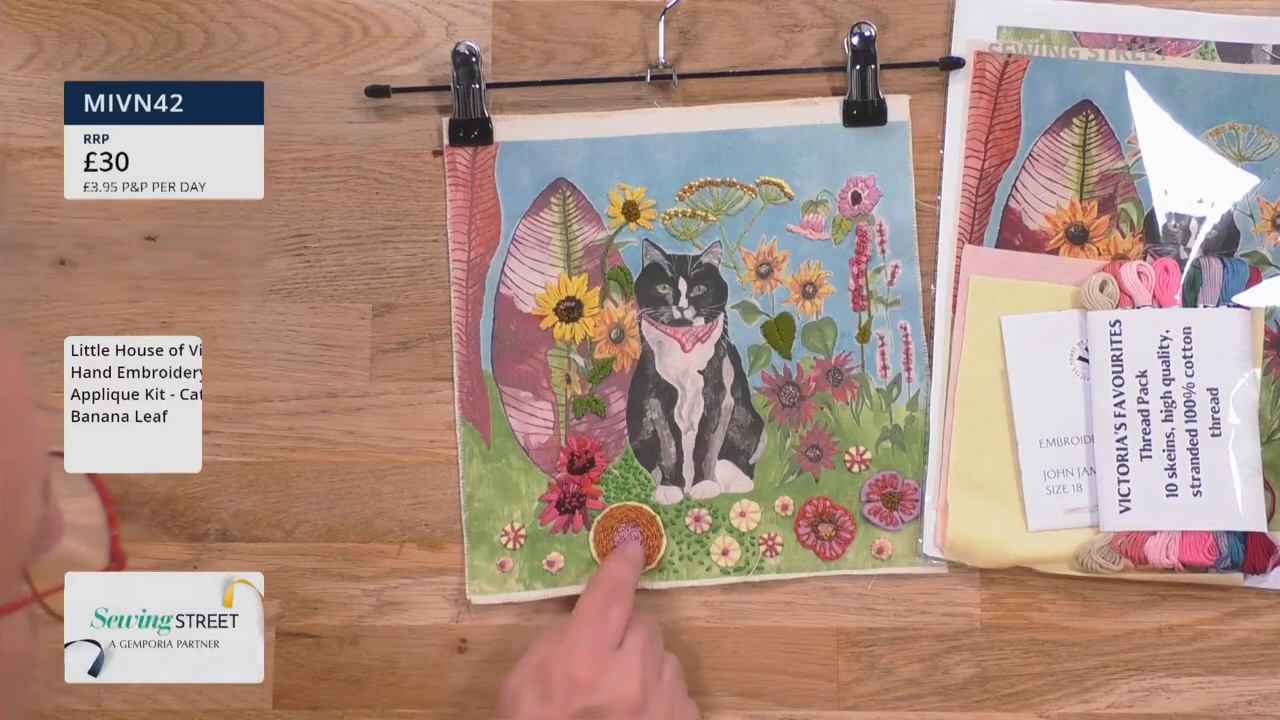 MIVN42
RRP
£30
£3.95 P&P PER DAY
Little House of Vi
Hand Embroidery
Applique Kit - Cat
Banana Leaf
Sewing STREET
A GEMPORIA PARTNER
SEWING STREET
EMBROID
JOHN JAM
SIZE 18
VICTORIA'S FAVOURITES
Thread Pack
10 skeins, high quality,
stranded 100% cotton
thread